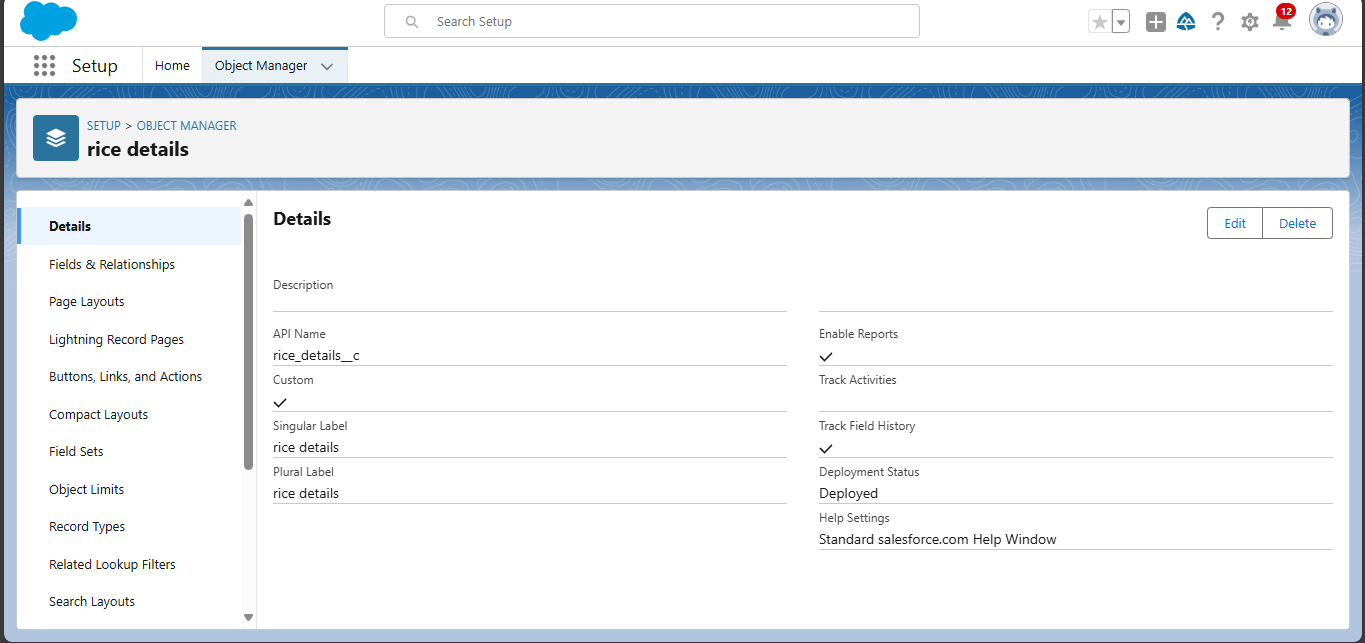 Search Setup
12
Setup
Home
Object Manager
SETUP > OBJECT MANAGER
rice details
Details
Fields & Relationships
Page Layouts
Lightning Record Pages
Buttons, Links, and Actions
Compact Layouts
Field Sets
Object Limits
Record Types
Related Lookup Filters
Search Layouts
Details
Edit
Delete
Description
API Name
rice_details__c
Custom
Singular Label
rice details
Plural Label
rice details
Enable Reports
Track Activities
Track Field History
Deployment Status
Deployed
Help Settings
Standard salesforce.com Help Window